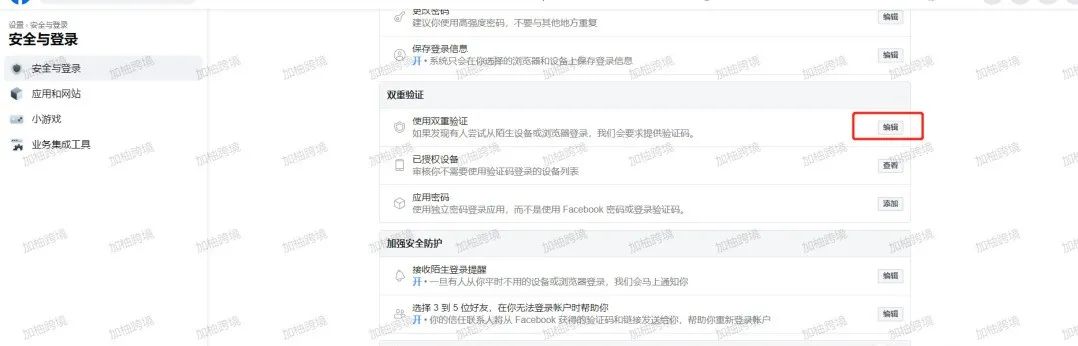 设置 · 安全与登录
安全与登录
安全与登录
应用和网站
小游戏
业务集成工具
更改密码
建议你使用高强度密码，不要与其他地方重复
编辑
保存登录信息
开 · 系统只会在你选择的浏览器和设备上保存登录信息
编辑
双重验证
使用双重验证
如果发现有人尝试从陌生设备或浏览器登录，我们会要求提供验证码。
编辑
已授权设备
审核你不需要使用验证码登录的设备列表
查看
应用密码
使用独立密码登录应用，而不是使用 Facebook 密码或登录验证码。
添加
加强安全防护
接收陌生登录提醒
开 · 一旦有人从你平时不用的设备或浏览器登录，我们会马上通知你
编辑
选择 3 到 5 位好友，在你无法登录帐户时帮助你
开 · 你的信任联系人将从 Facebook 获得的验证码和链接发送给你，帮助你重新登录帐户
编辑
加柚跨境